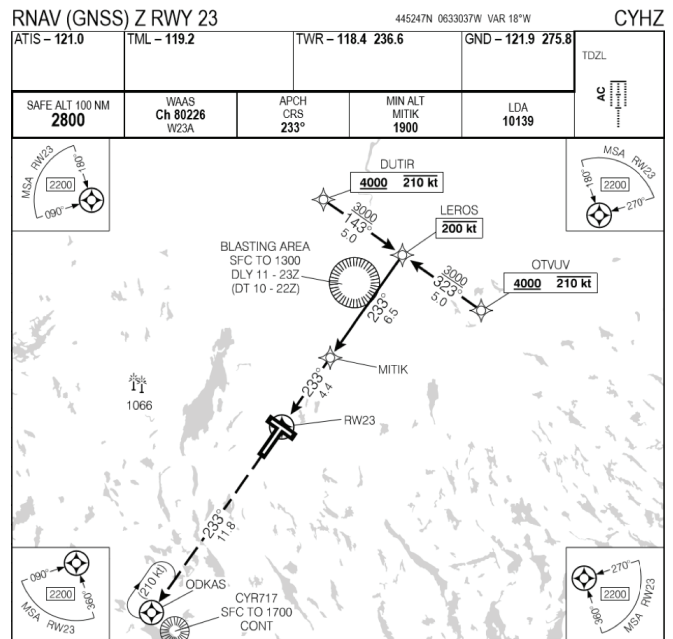 RNAV (GNSS) Z RWY 23
445247N 0633037W VAR 18°W
CYHZ
ATIS – 121.0
TML – 119.2
TWR – 118.4 236.6
GND – 121.9 275.8
TDZL
AC
SAFE ALT 100 NM
2800
WAAS
Ch 80226
W23A
APCH
CRS
233°
MIN ALT
MITIK
1900
LDA
10139
MSA RW23
180°
2200
090°
DUTIR
4000 210 kt
3000
143°
5.0
LEROS
200 kt
MSA RW23
180°
2200
270°
BLASTING AREA
SFC TO 1300
DLY 11 - 23Z
(DT 10 - 22Z)
3000
323°
5.0
OTVUV
4000 210 kt
233°
6.5
MITIK
1066
233°
4.4
RW23
233°
11.8
090°
360°
2200
MSA RW23
(210 kt)
ODKAS
CYR717
SFC TO 1700
CONT
270°
2200
360°
MSA RW23